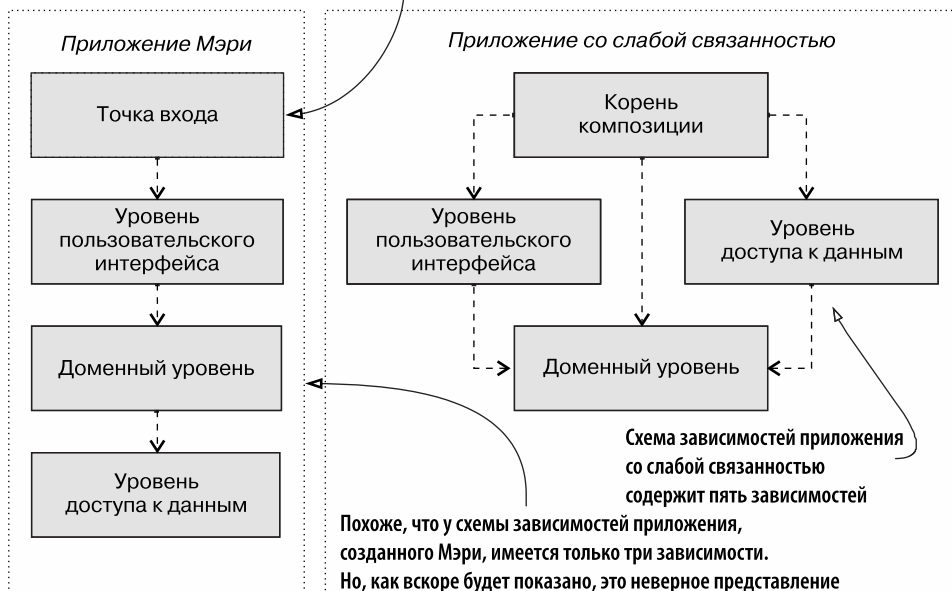 Приложение Мэри
Точка входа
Уровень
пользовательского
интерфейса
Доменный уровень
Уровень
доступа к данным
Приложение со слабой связанностью
Корень
композиции
Уровень
пользовательского
интерфейса
Уровень
доступа к данным
Доменный уровень
Схема зависимостей приложения
со слабой связанностью
содержит пять зависимостей
Похоже, что у схемы зависимостей приложения,
созданного Мэри, имеется только три зависимости.
Но, как вскоре будет показано, это неверное представление